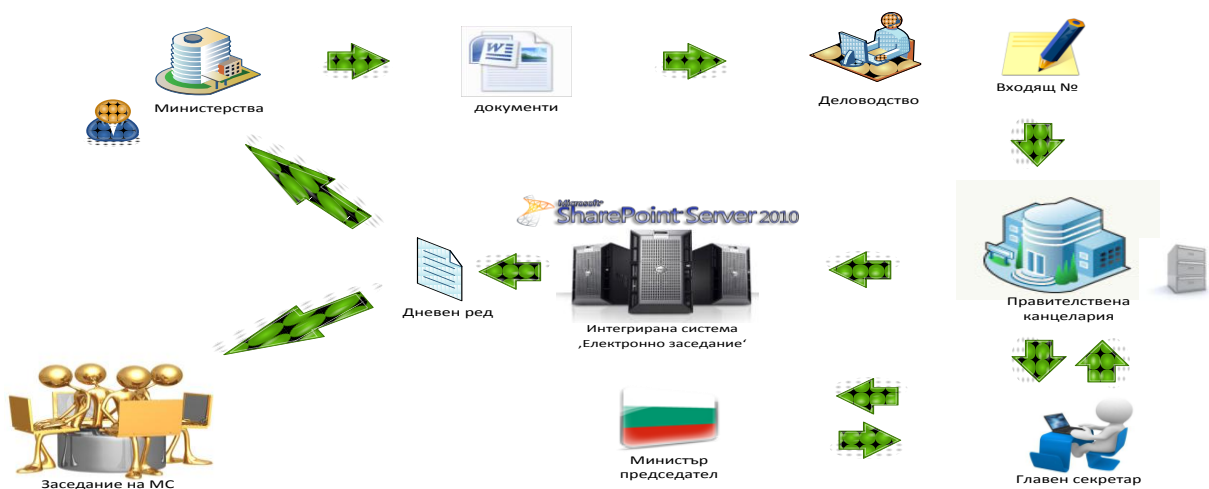 Министерства
документи
Деловодство
Входящ №
Microsoft
SharePoint Server 2010
Интегрирана система
‚Електронно заседание‘
Дневен ред
Правителствена
канцелария
Министър
председател
Главен секретар
Заседание на МС